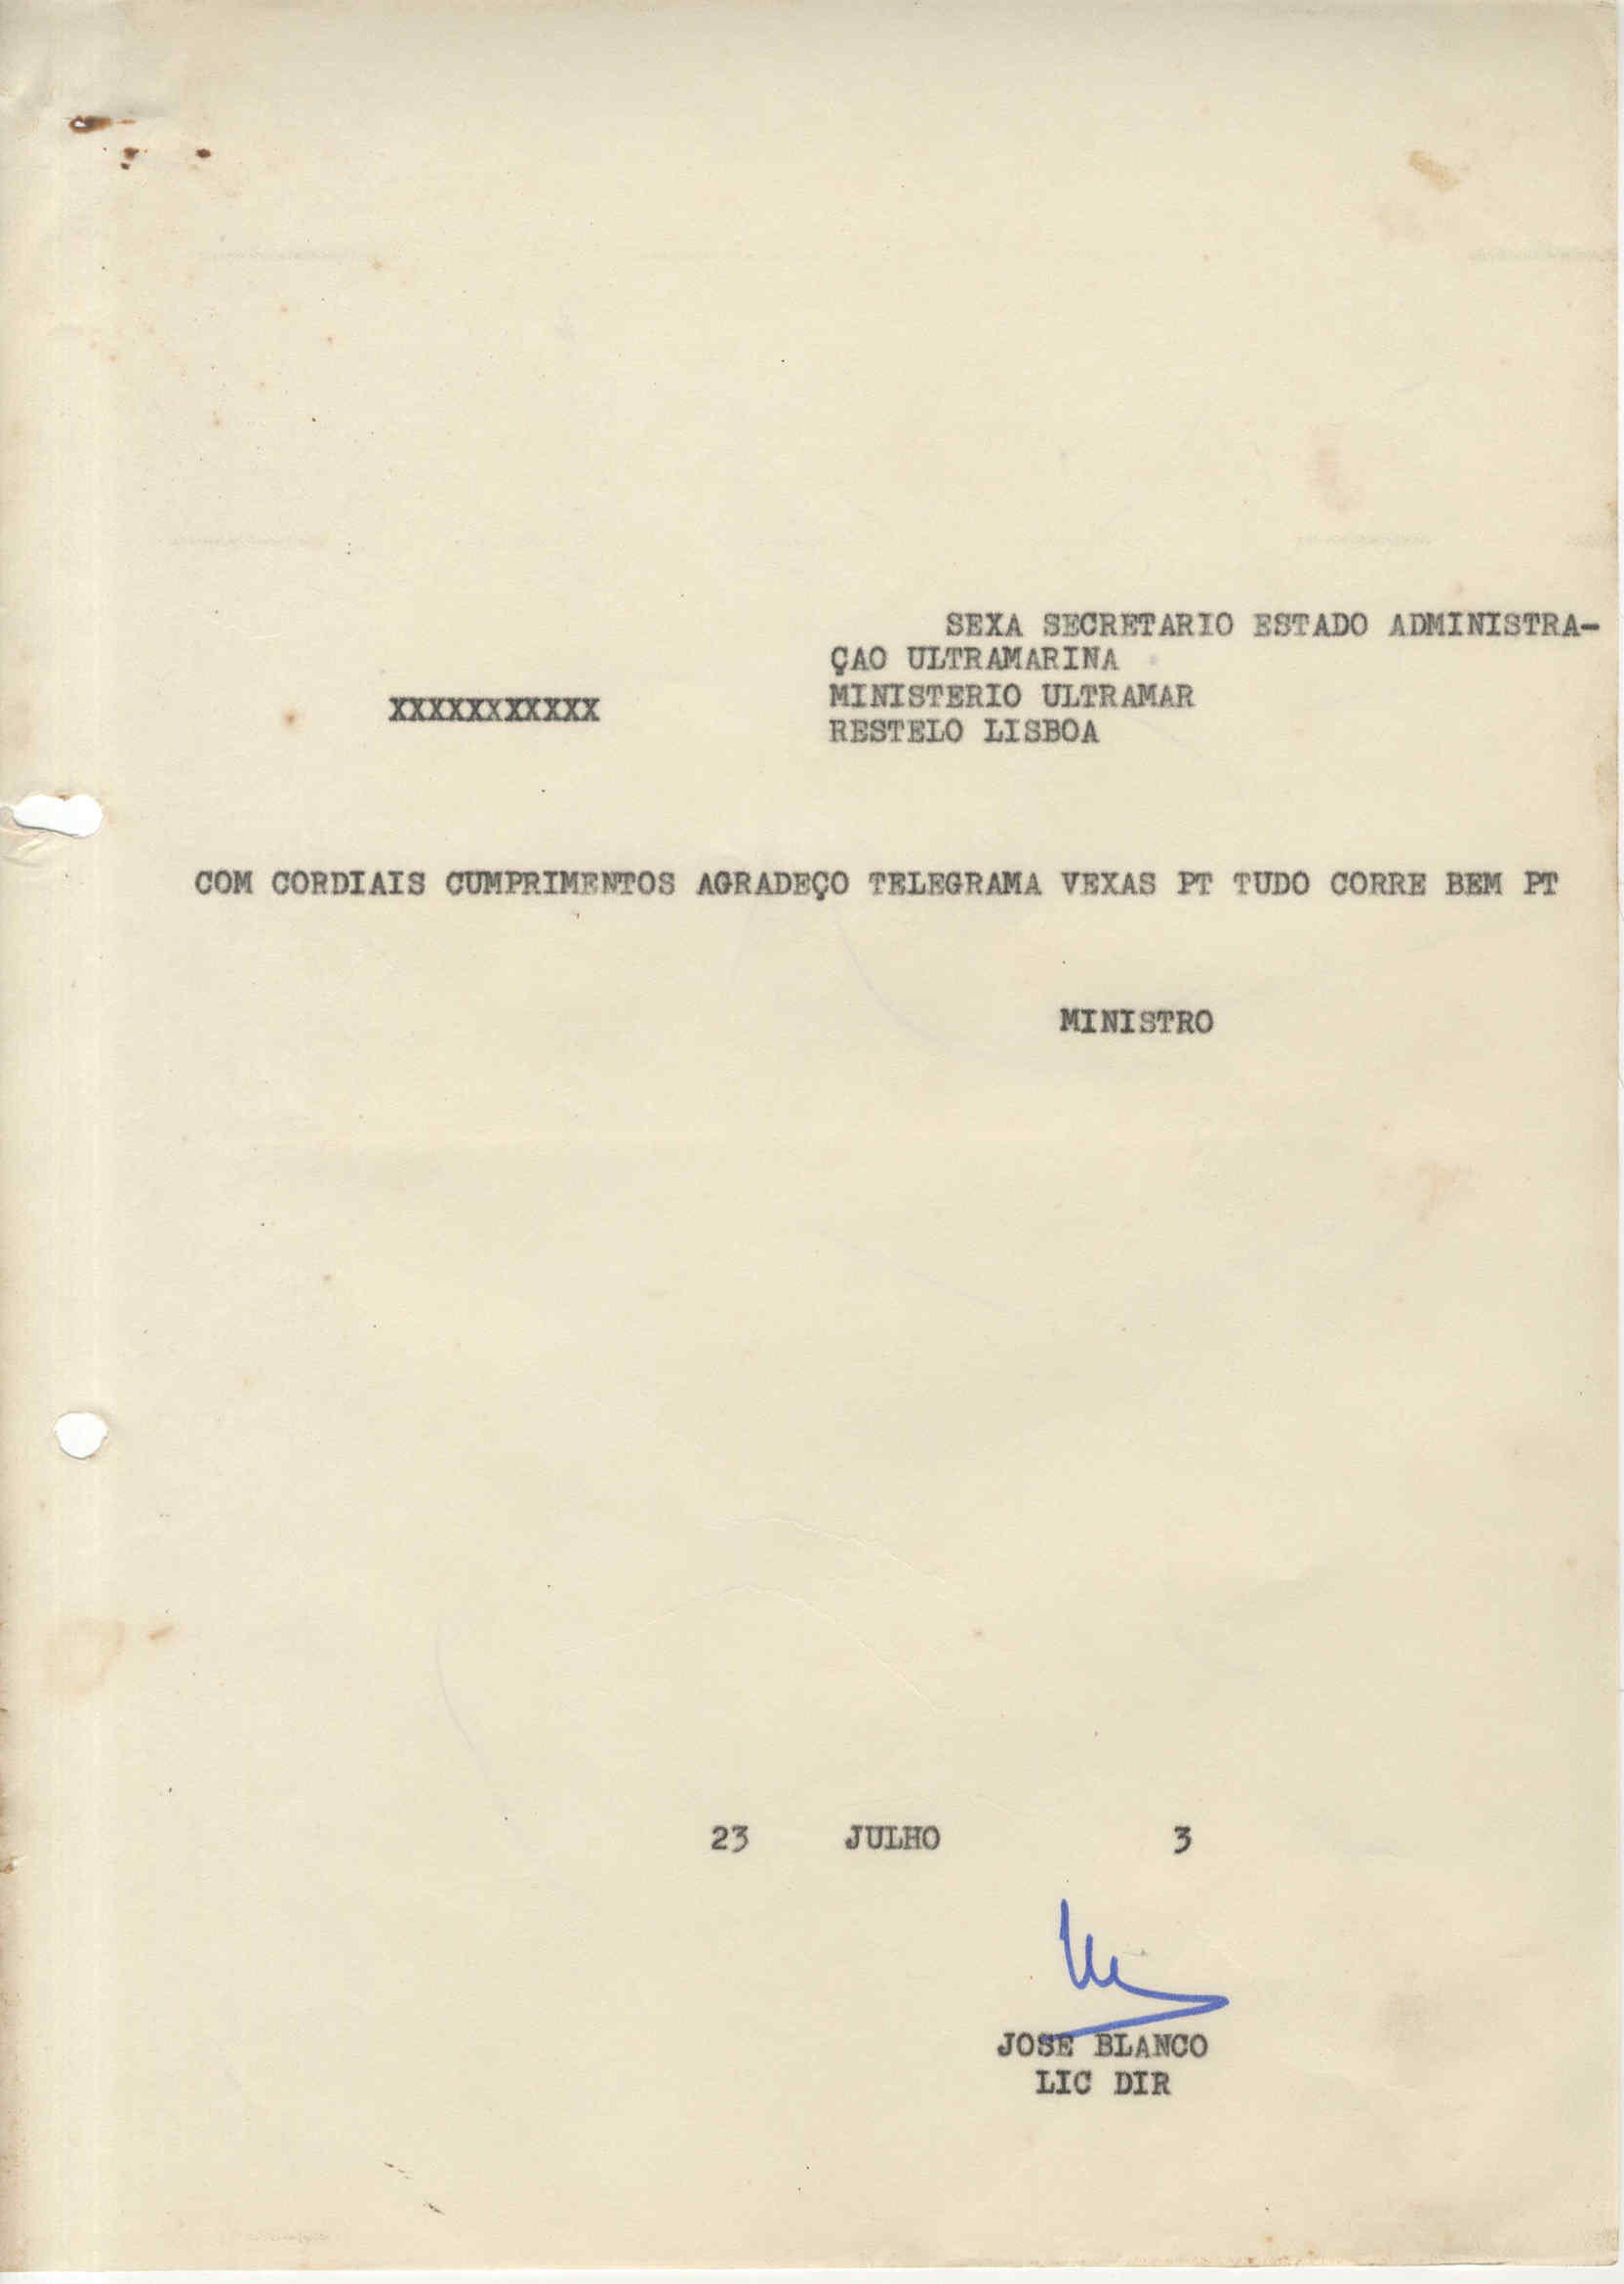 SEXA SECRETARIO ESTADO ADMINISTRA-
ÇAO ULTRAMARINA
MINISTERIO ULTRAMAR
XXXXXXXXXXX
RESTELO LISBOA
COM CORDIAIS CUMPRIMENTOS AGRADEÇO TELEGRAMA VEXAS PT TUDO CORRE BEM PT
MINISTRO
23 JULHO 3
JOSE BLANCO
LIC DIR